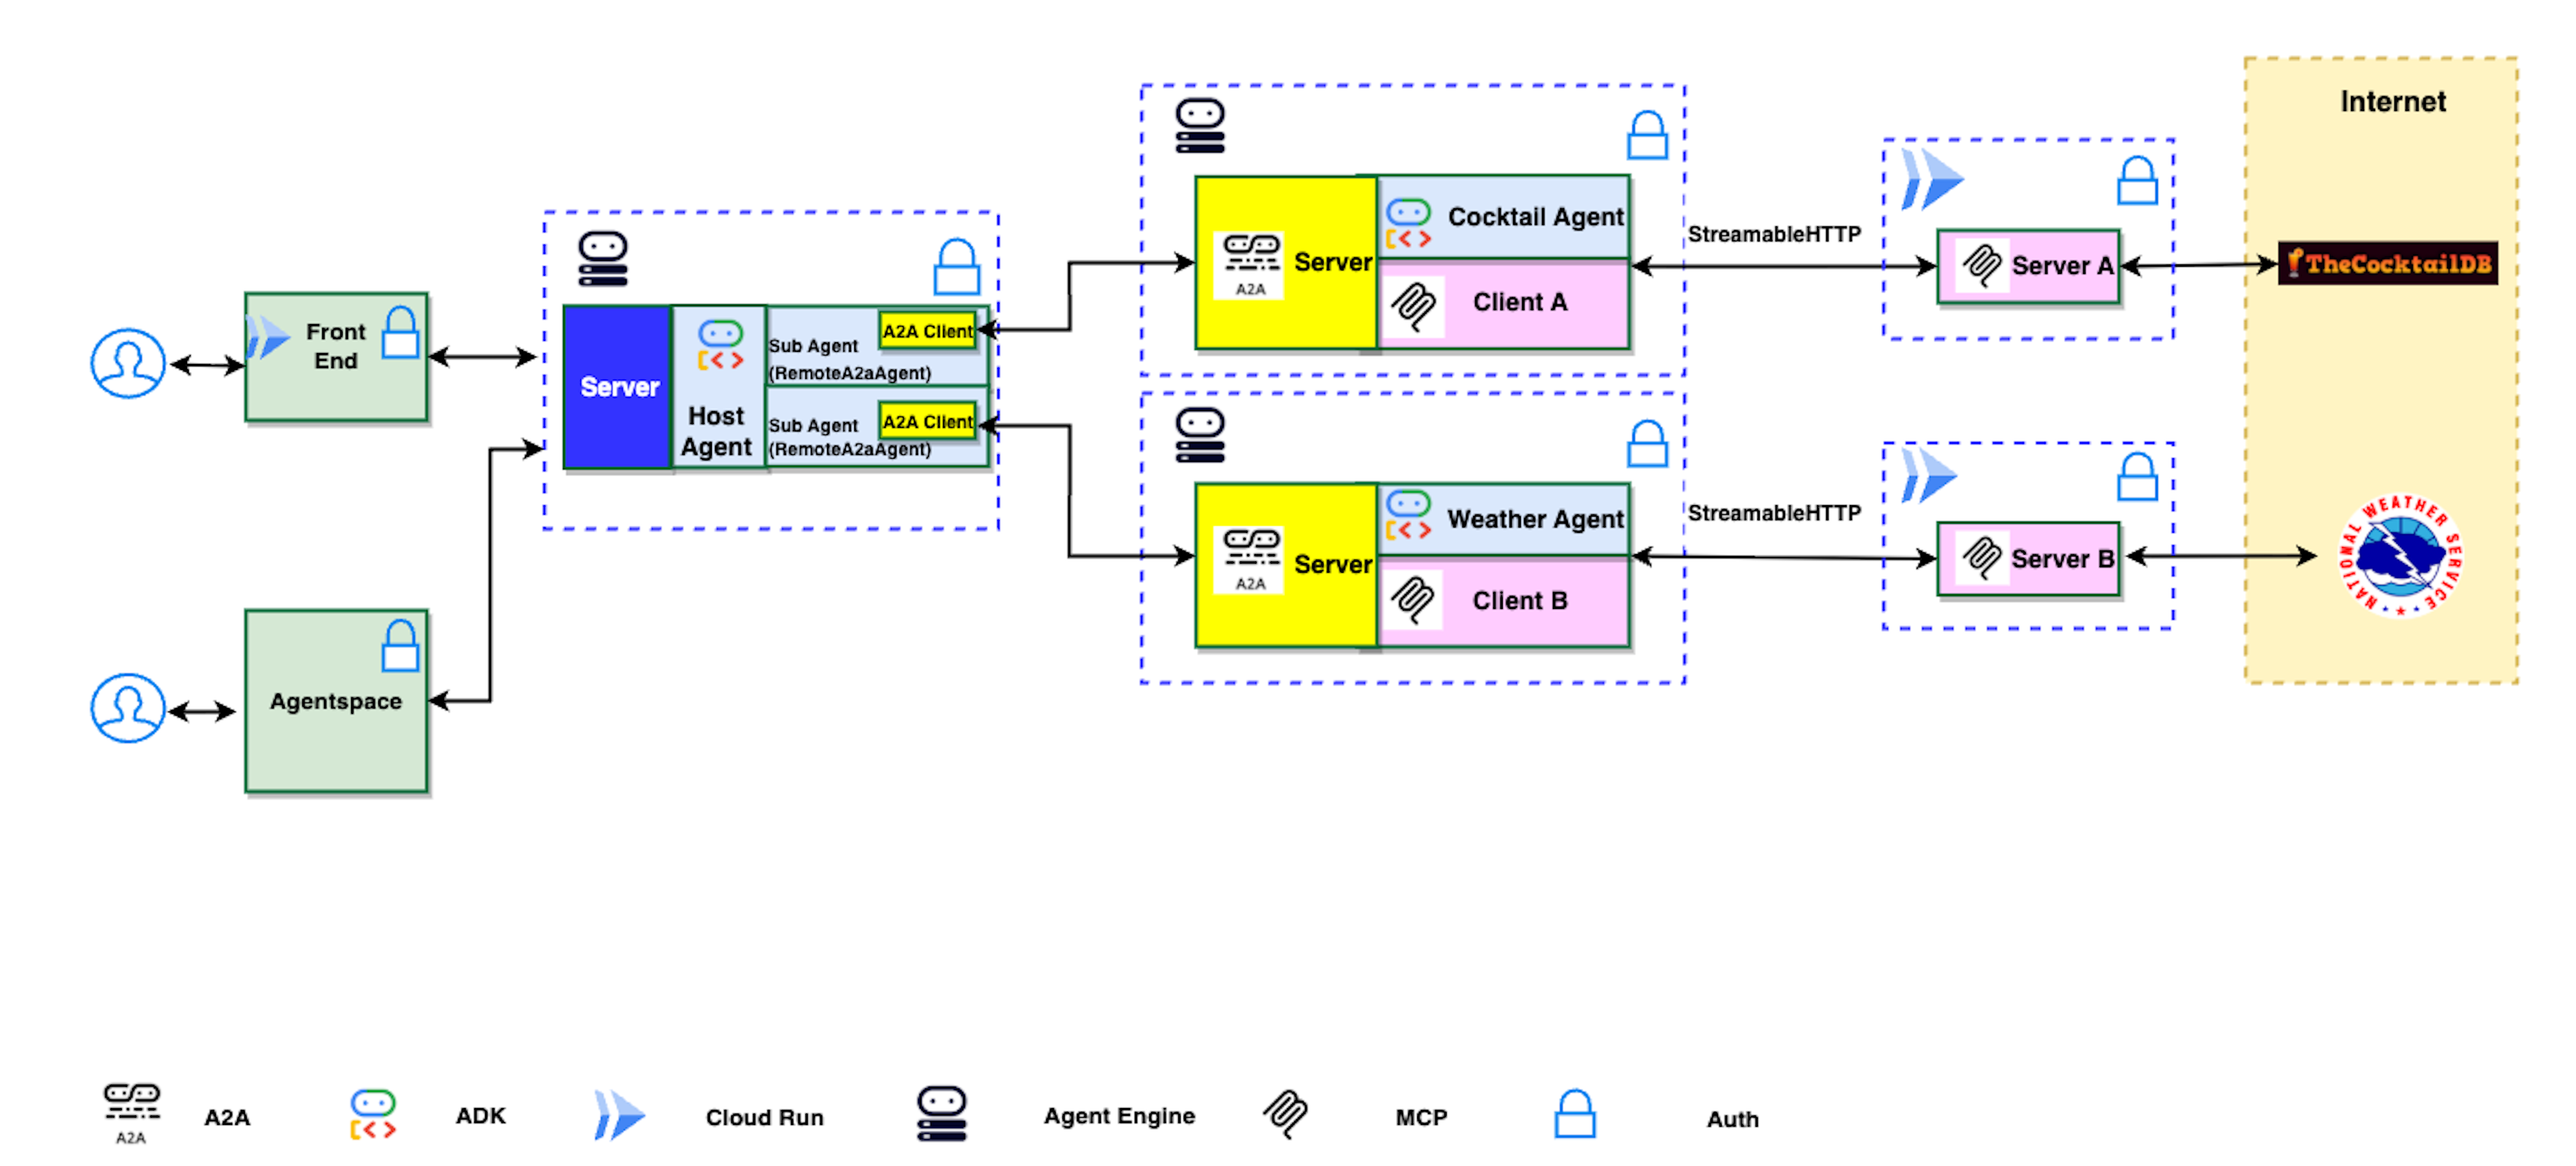 Internet
Cocktail Agent
StreamableHTTP
A2A
Server
Server A
TheCocktailDB
Client A
Front
End
A2A Client
Sub Agent
(RemoteA2aAgent)
Server
Host
Agent
A2A Client
Sub Agent
(RemoteA2aAgent)
Weather Agent
StreamableHTTP
A2A
Server
Server B
NATIONAL WEATHER SERVICE
Client B
Agentspace
A2A
A2A
ADK
Cloud Run
Agent Engine
MCP
Auth